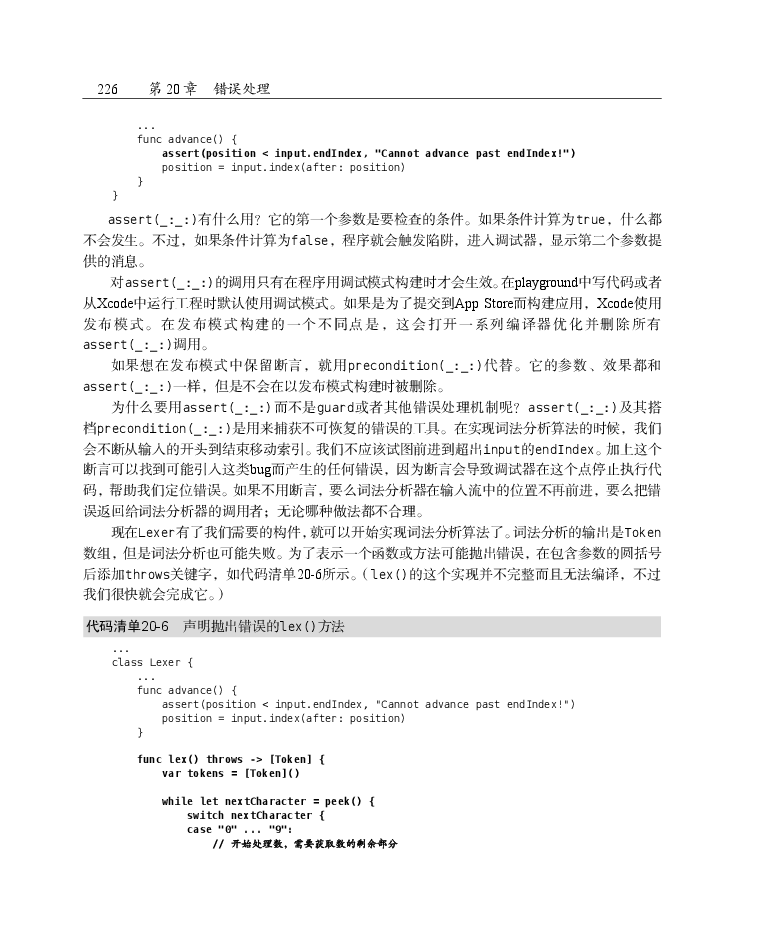 226 第 20 章 错误处理
...
func advance() {
assert(position < input.endIndex, "Cannot advance past endIndex!")
position = input.index(after: position)
}
}
assert(_:_:)有什么用？它的第一个参数是要检查的条件。如果条件计算为true，什么都
不会发生。不过，如果条件计算为false，程序就会触发陷阱，进入调试器，显示第二个参数提
供的消息。
对assert(_:_:)的调用只有在程序用调试模式构建时才会生效。在playground中写代码或者
从Xcode中运行工程时默认使用调试模式。如果是为了提交到App Store而构建应用，Xcode使用
发布模式。在发布模式构建的一个不同点是，这会打开一系列编译器优化并删除所有
assert(_:_:)调用。
如果想在发布模式中保留断言，就用precondition(_:_:)代替。它的参数、效果都和
assert(_:_:)一样，但是不会在以发布模式构建时被删除。
为什么要用assert(_:_:)而不是guard或者其他错误处理机制呢？assert(_:_:)及其搭
档precondition(_:_:)是用来捕获不可恢复的错误的工具。在实现词法分析算法的时候，我们
会不断从输入的开头到结束移动索引。我们不应该试图前进到超出input的endIndex。加上这个
断言可以找到可能引入这类bug而产生的任何错误，因为断言会导致调试器在这个点停止执行代
码，帮助我们定位错误。如果不用断言，要么词法分析器在输入流中的位置不再前进，要么把错
误返回给词法分析器的调用者；无论哪种做法都不合理。
现在Lexer有了我们需要的构件，就可以开始实现词法分析算法了。词法分析的输出是Token
数组，但是词法分析也可能失败。为了表示一个函数或方法可能抛出错误，在包含参数的圆括号
后添加throws关键字，如代码清单20-6所示。（lex()的这个实现并不完整而且无法编译，不过
我们很快就会完成它。）
代码清单20-6 声明抛出错误的lex()方法
...
class Lexer {
...
func advance() {
assert(position < input.endIndex, "Cannot advance past endIndex!")
position = input.index(after: position)
}
func lex() throws -> [Token] {
var tokens = [Token]()
while let nextCharacter = peek() {
switch nextCharacter {
case "0" ... "9":
// 开始处理数，需要获取数的剩余部分